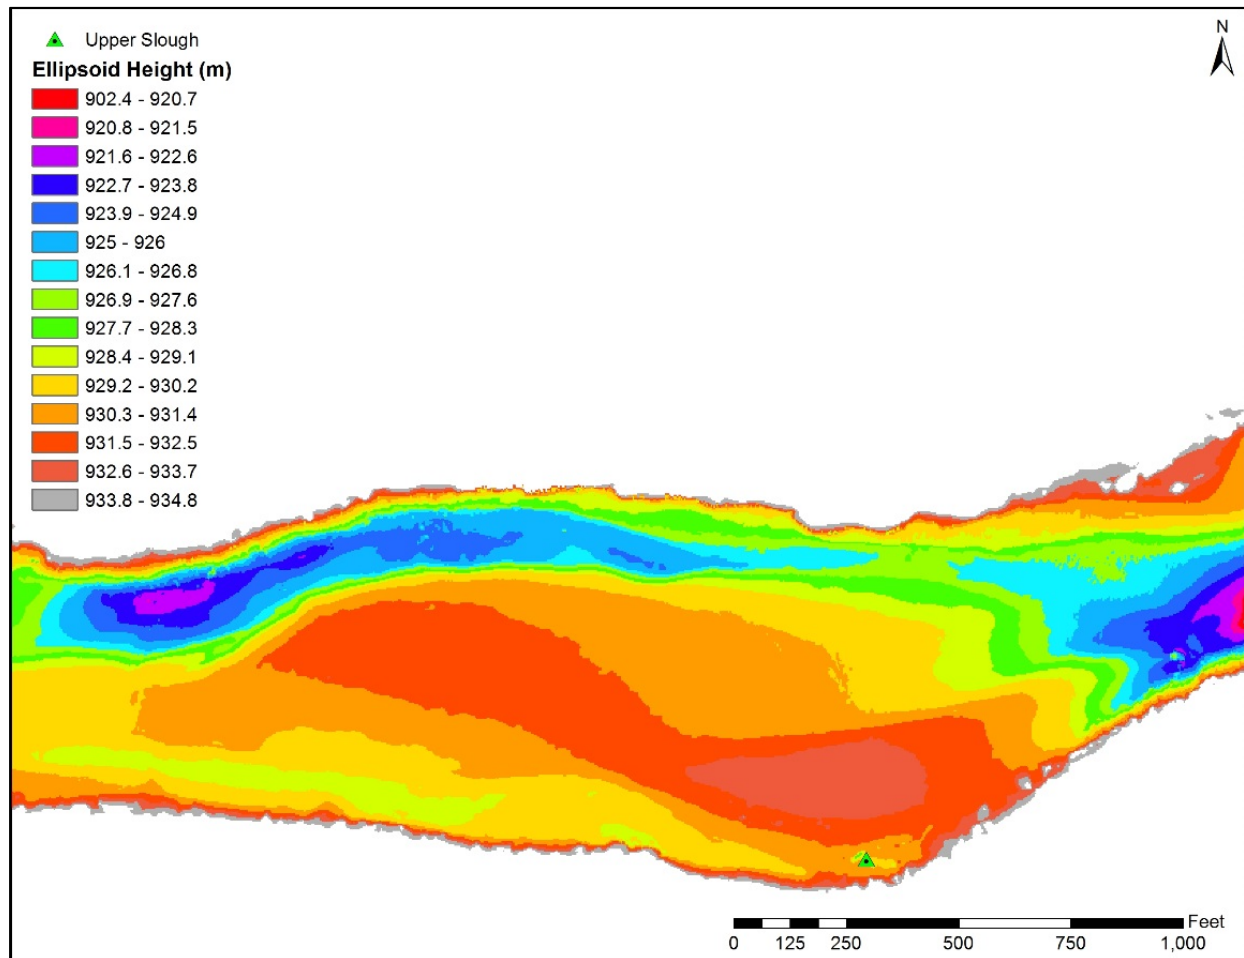 Upper Slough
N
Ellipsoid Height (m)
902.4 - 920.7
920.8 - 921.5
921.6 - 922.6
922.7 - 923.8
923.9 - 924.9
925 - 926
926.1 - 926.8
926.9 - 927.6
927.7 - 928.3
928.4 - 929.1
929.2 - 930.2
930.3 - 931.4
931.5 - 932.5
932.6 - 933.7
933.8 - 934.8
Feet
0 125 250 500 750 1,000